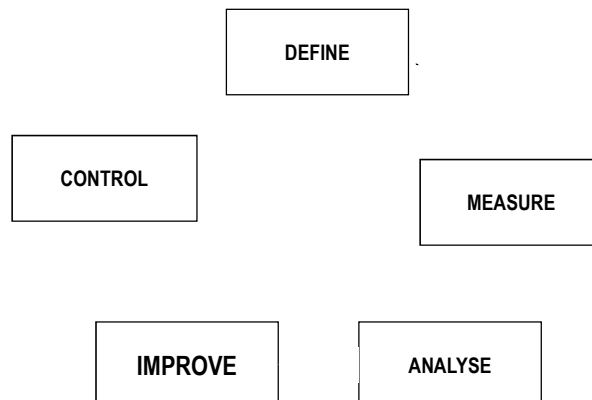 DEFINE
CONTROL
MEASURE
IMPROVE
ANALYSE